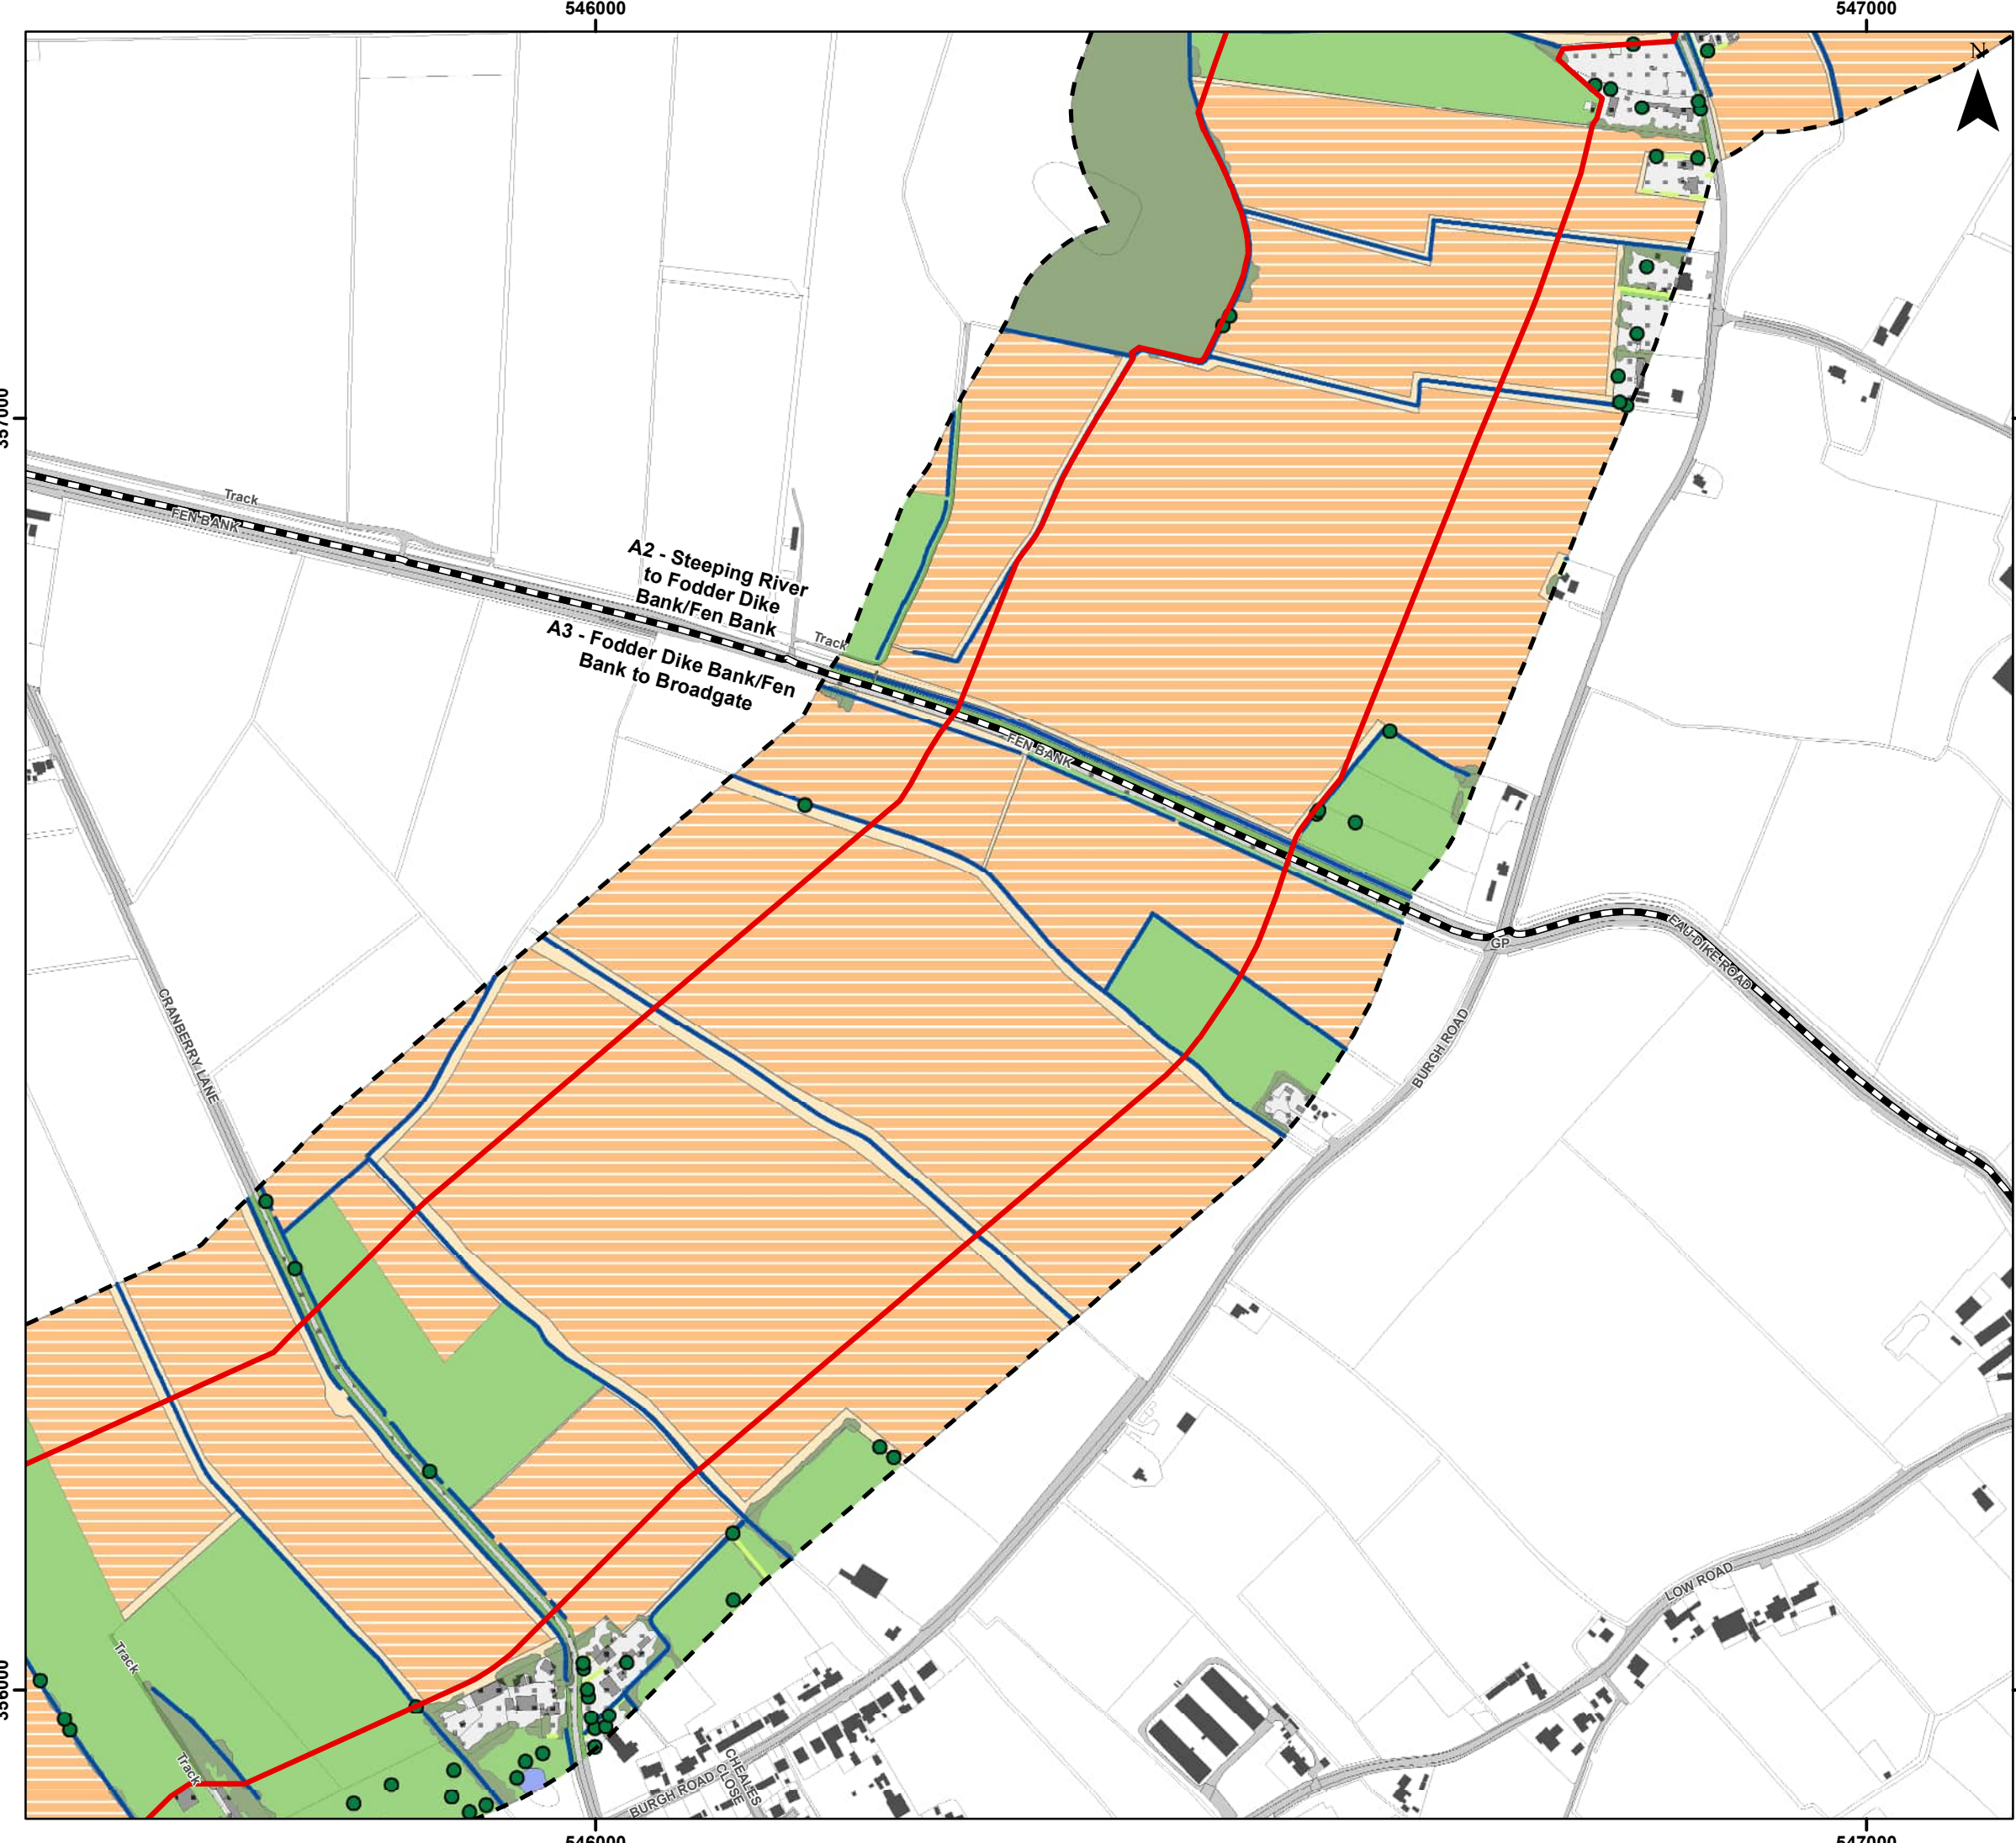 546000
547000
N
357000
Track
FEN BANK
A2 - Steeping River
to Fodder Dike
Bank/Fen Bank
Track
A3 - Fodder Dike Bank/Fen
Bank to Broadgate
FEN BANK
GP
EAU DIKE ROAD
CRANBERRY LANE
BURGH ROAD
LOW ROAD
Track
356000
Track
BURGH ROAD
CHEALES
CLOSE
546000
547000